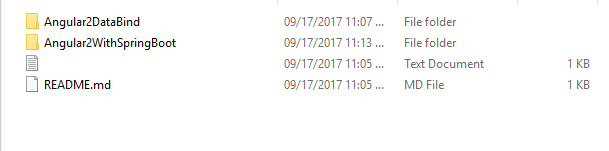 Angular2DataBind 09/17/2017 11:07 ... File folder
Angular2WithSpringBoot 09/17/2017 11:13 ... File folder
09/17/2017 11:05 ... Text Document 1 KB
README.md 09/17/2017 11:05 ... MD File 1 KB